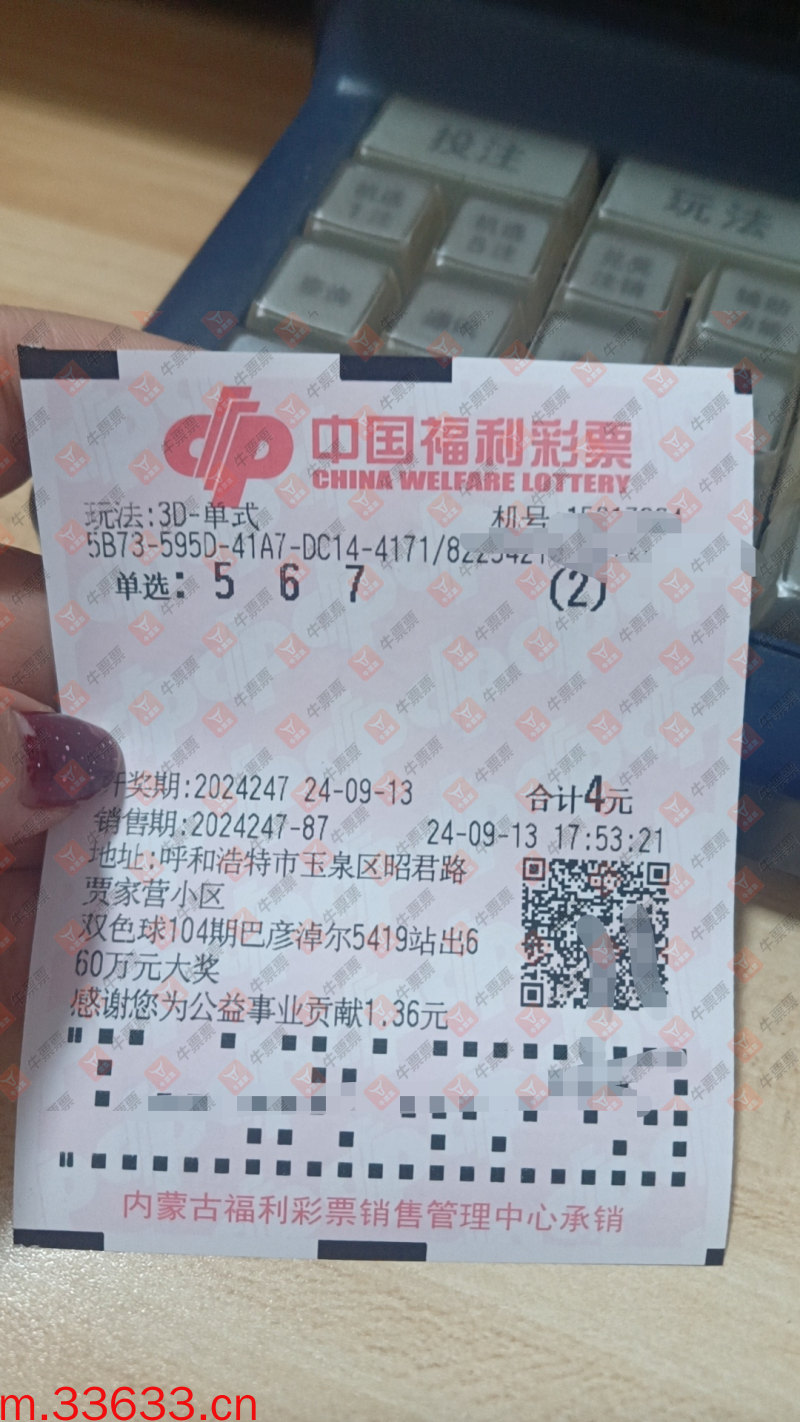 投注
玩法
中国福利彩票
CHINA WELFARE LOTTERY
玩法:3D-单式 机号
5B73-595D-41A7-DC14-4171/
单选: 5 6 7 (2)
开奖期:2024247 24-09-13 合计4元
销售期:2024247-87 24-09-13 17:53:21
地址:呼和浩特市玉泉区昭君路
贾家营小区
双色球104期巴彦淖尔5419站出6
60万元大奖
感谢您为公益事业贡献1.36元
内蒙古福利彩票销售管理中心承销
牛票票
m.33633.cn